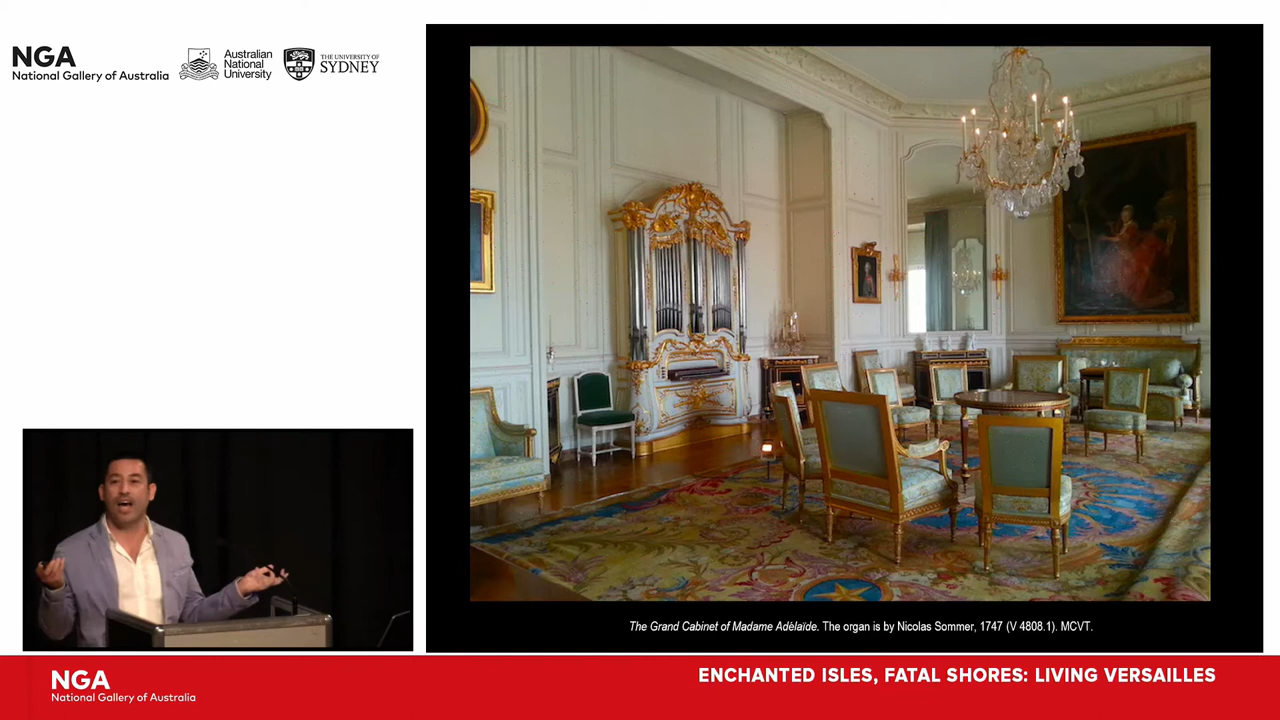 NGA
National Gallery of Australia
Australian
National
University
THE UNIVERSITY OF
SYDNEY
The Grand Cabinet of Madame Adèlaïde. The organ is by Nicolas Sommer, 1747 (V 4808.1). MCVT.
NGA
National Gallery of Australia
ENCHANTED ISLES, FATAL SHORES: LIVING VERSAILLES